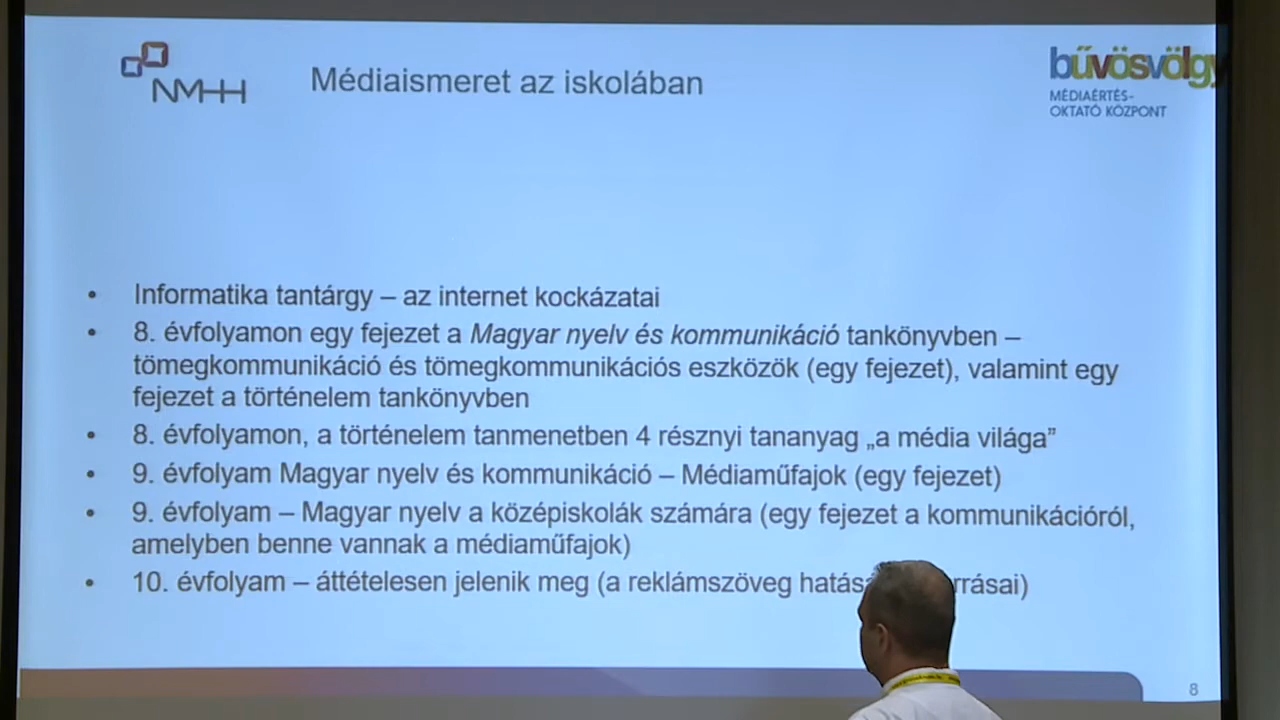 NMHH
Médiaismeret az iskolában
bűvösvölgy
MÉDIAÉRTÉS-
OKTATÓ KÖZPONT
• Informatika tantárgy – az internet kockázatai
• 8. évfolyamon egy fejezet a Magyar nyelv és kommunikáció tankönyvben –
tömegkommunikáció és tömegkommunikációs eszközök (egy fejezet), valamint egy
fejezet a történelem tankönyvben
• 8. évfolyamon, a történelem tanmenetben 4 résznyi tananyag „a média világa”
• 9. évfolyam Magyar nyelv és kommunikáció – Médiaműfajok (egy fejezet)
• 9. évfolyam – Magyar nyelv a középiskolák számára (egy fejezet a kommunikációról,
amelyben benne vannak a médiaműfajok)
• 10. évfolyam – áttételesen jelenik meg (a reklámszöveg
8